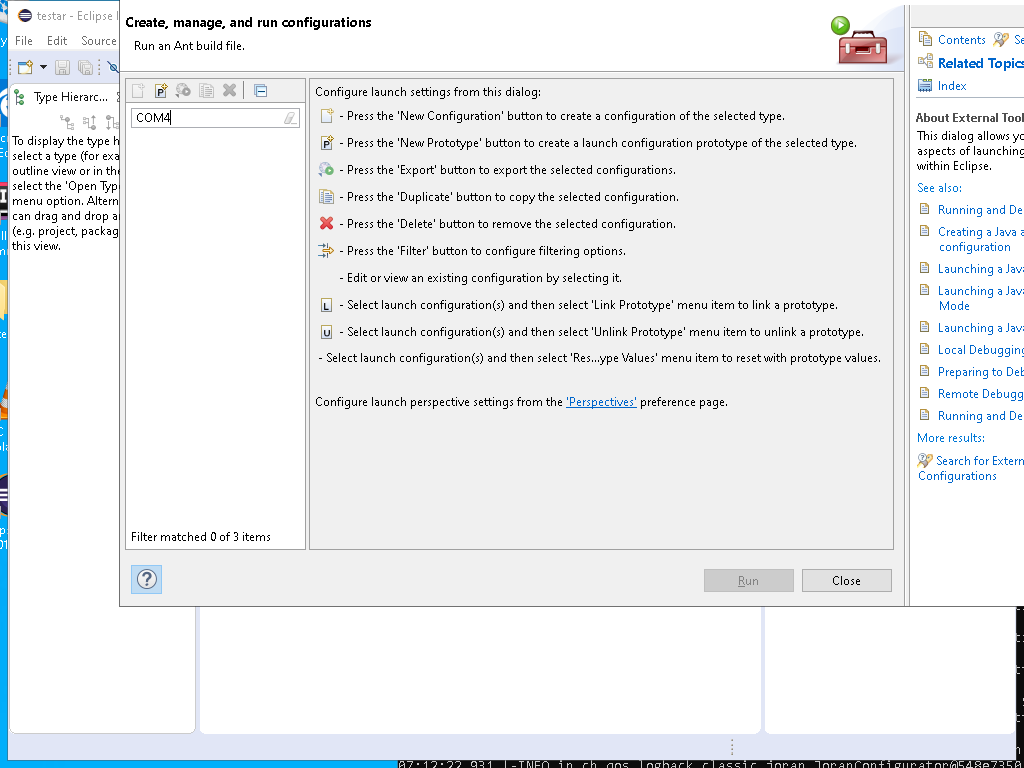 testar - Eclipse I
File Edit Source
Type Hierarc...
To display the type h
select a type (for exa
outline view or in the
select the 'Open Typ
menu option. Altern
can drag and drop a
(e.g. project, packag
this view.
Create, manage, and run configurations
Run an Ant build file.
COM4
Filter matched 0 of 3 items
Configure launch settings from this dialog:
- Press the 'New Configuration' button to create a configuration of the selected type.
- Press the 'New Prototype' button to create a launch configuration prototype of the selected type.
- Press the 'Export' button to export the selected configurations.
- Press the 'Duplicate' button to copy the selected configuration.
- Press the 'Delete' button to remove the selected configuration.
- Press the 'Filter' button to configure filtering options.
- Edit or view an existing configuration by selecting it.
L - Select launch configuration(s) and then select 'Link Prototype' menu item to link a prototype.
U - Select launch configuration(s) and then select 'Unlink Prototype' menu item to unlink a prototype.
- Select launch configuration(s) and then select 'Res...ype Values' menu item to reset with prototype values.
Configure launch perspective settings from the 'Perspectives' preference page.
Run
Close
Contents Se
Related Topics
Index
About External Tool
This dialog allows yo
aspects of launching
within Eclipse.
See also:
Running and De
Creating a Java a
configuration
Launching a Java
Launching a Java
Mode
Launching a Java
Local Debugging
Preparing to Deb
Remote Debugg
Running and De
More results:
Search for Extern
Configurations
07:12:22,931 |-INFO in ch.qos.logback.classic.joran.JoranConfigurator@548e7350